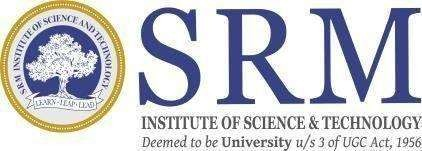 SRM INSTITUTE OF SCIENCE AND TECHNOLOGY
LEARN · LEAP · LEAD
SRM
INSTITUTE OF SCIENCE & TECHNOLOGY
Deemed to be University u/s 3 of UGC Act, 1956